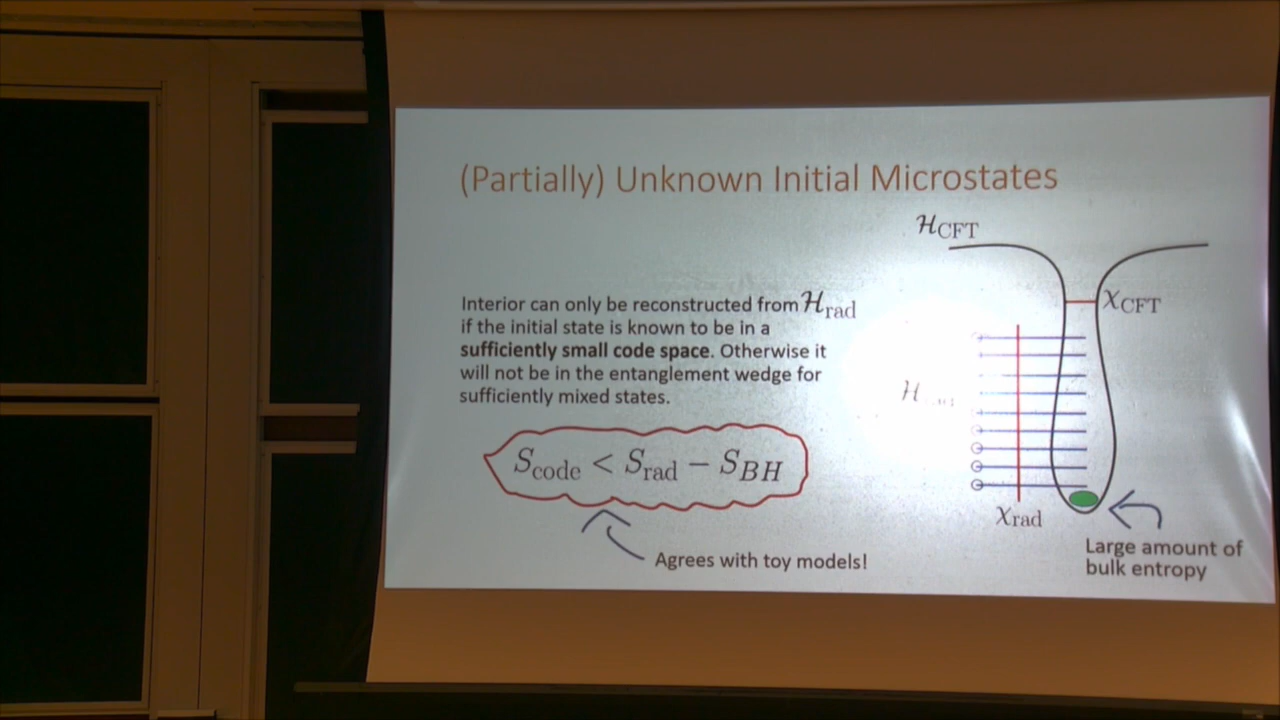 (Partially) Unknown Initial Microstates
Interior can only be reconstructed from ℋ_rad
if the initial state is known to be in a
sufficiently small code space. Otherwise it
will not be in the entanglement wedge for
sufficiently mixed states.
S_code < S_rad − S_BH
Agrees with toy models!
ℋ_CFT
χ_CFT
ℋ
χ_rad
Large amount of
bulk entropy